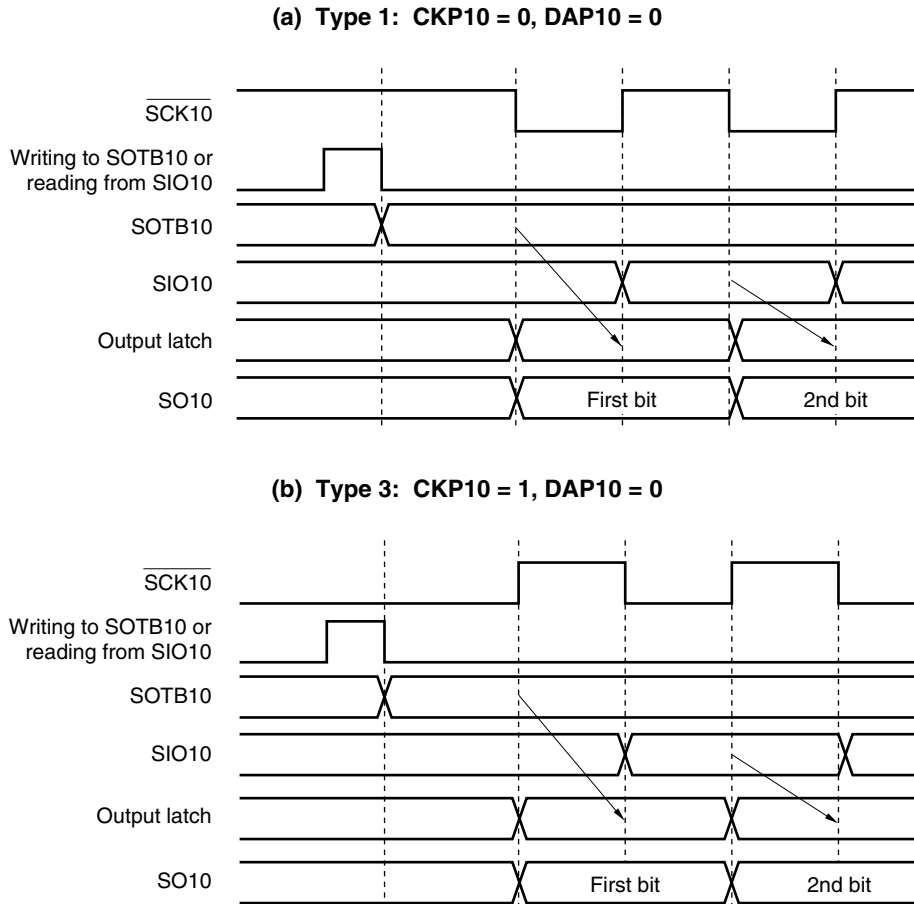 (a) Type 1: CKP10 = 0, DAP10 = 0
SCK10
Writing to SOTB10 or
reading from SIO10
SOTB10
SIO10
Output latch
SO10
First bit
2nd bit
(b) Type 3: CKP10 = 1, DAP10 = 0
SCK10
Writing to SOTB10 or
reading from SIO10
SOTB10
SIO10
Output latch
SO10
First bit
2nd bit